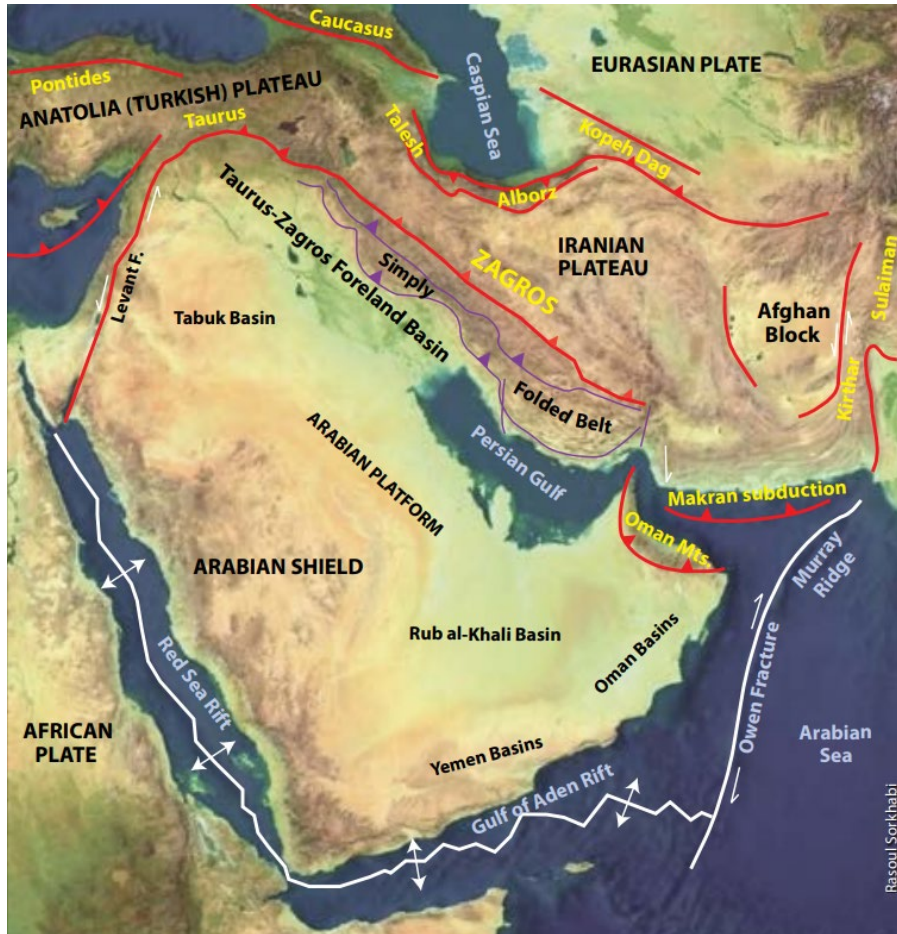 Caucasus
Pontides
ANATOLIA (TURKISH) PLATEAU
Taurus
Caspian Sea
EURASIAN PLATE
Talesh
Kopeh Dag
Alborz
Taurus-Zagros Foreland Basin
Simply
Folded Belt
ZAGROS
IRANIAN
PLATEAU
Afghan
Block
Sulaiman
Kirthar
Levant F.
Tabuk Basin
Persian Gulf
ARABIAN PLATFORM
Makran subduction
Oman Mts.
Murray
Ridge
ARABIAN SHIELD
Rub al-Khali Basin
Oman Basins
Owen Fracture
Red Sea Rift
AFRICAN
PLATE
Yemen Basins
Gulf of Aden Rift
Arabian
Sea
Rasoul Sorkhabi